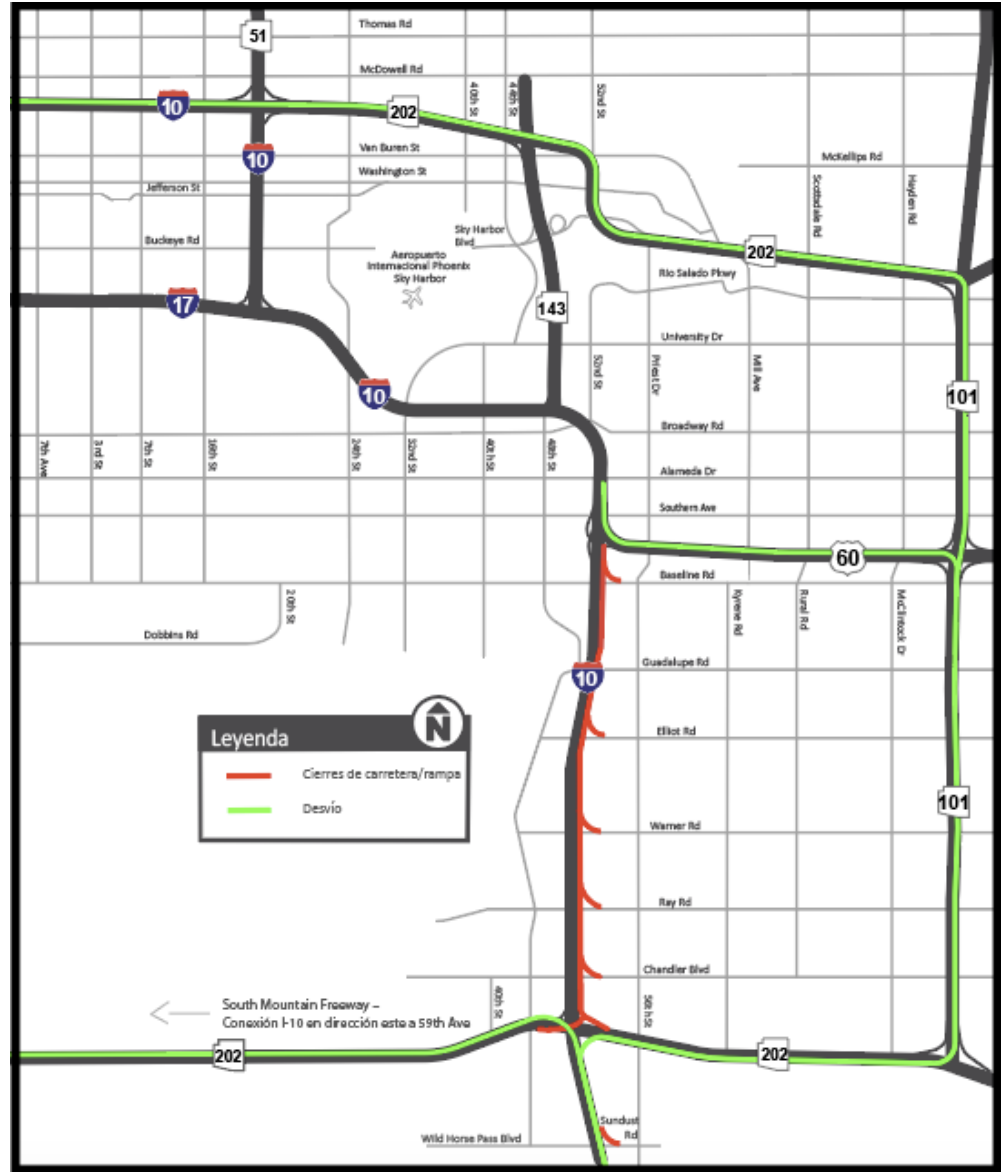 Thomas Rd
51
McDowell Rd
40th St
44th St
52nd St
10
202
10
Van Buren St
McKellips Rd
Washington St
Jefferson St
Scottsdale Rd
Hayden Rd
Sky Harbor
Blvd
Buckeye Rd
Aeropuerto
Internacional Phoenix
Sky Harbor
202
Rio Salado Pkwy
17
143
University Dr
52nd St
Priest Dr
Mill Ave
10
101
Broadway Rd
7th Ave
3rd St
7th St
16th St
24th St
32nd St
40th St
48th St
Alameda Dr
Southern Ave
60
Baseline Rd
20th St
Kyrene Rd
Rural Rd
McClintock Dr
Dobbins Rd
Guadalupe Rd
10
N
Leyenda
Elliot Rd
Cierres de carretera/rampa
Desvío
101
Warner Rd
Ray Rd
Chandler Blvd
40th St
56th St
South Mountain Freeway –
Conexión I-10 en dirección este a 59th Ave
202
202
Sundust
Rd
Wild Horse Pass Blvd